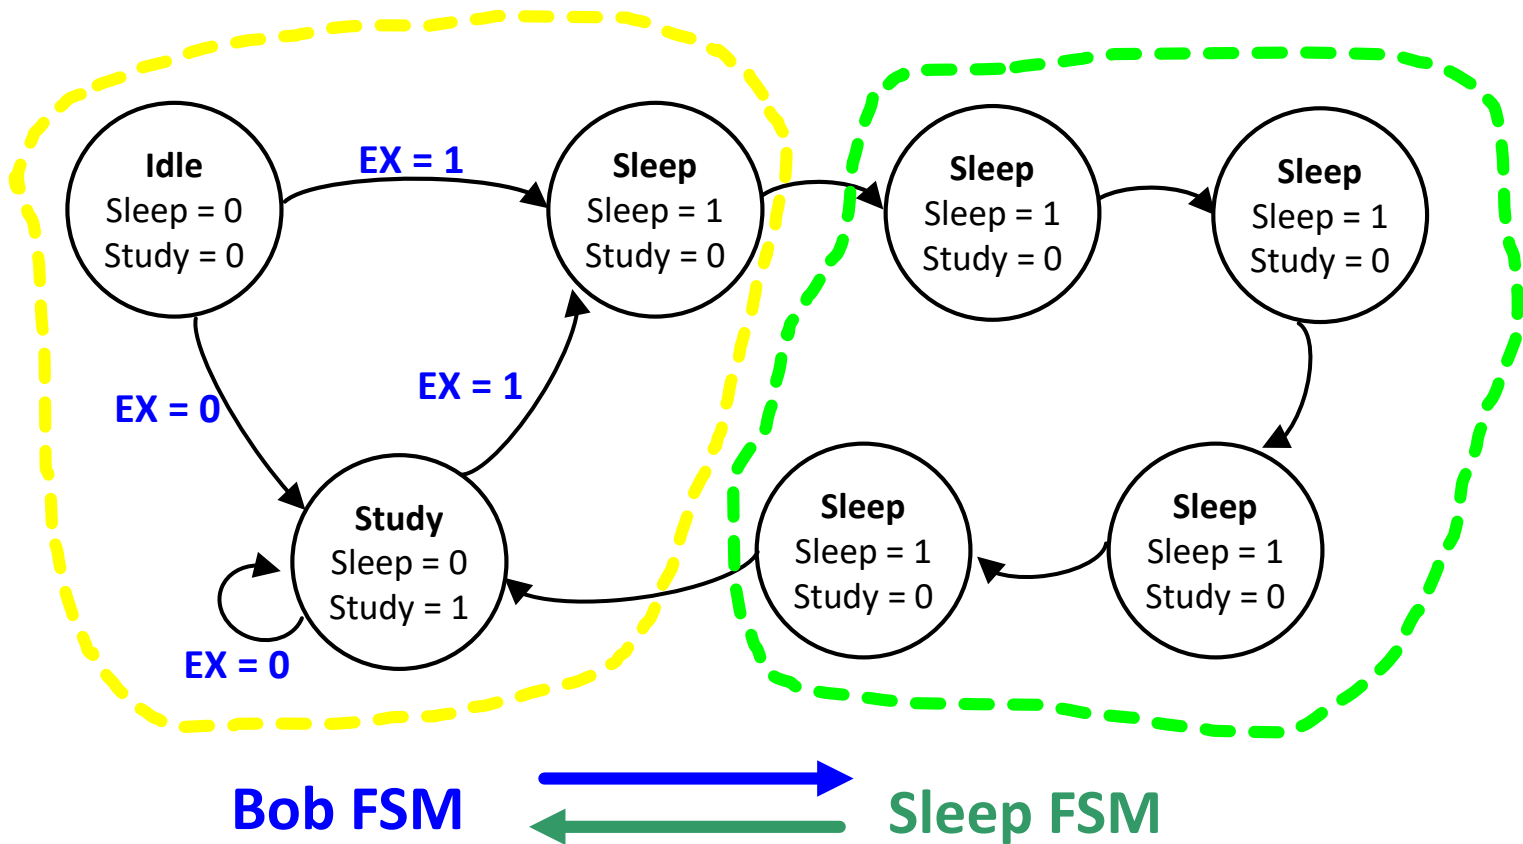 Idle
Sleep = 0
Study = 0
EX = 1
Sleep
Sleep = 1
Study = 0
Sleep
Sleep = 1
Study = 0
Sleep
Sleep = 1
Study = 0
EX = 0
EX = 1
Study
Sleep = 0
Study = 1
EX = 0
Sleep
Sleep = 1
Study = 0
Sleep
Sleep = 1
Study = 0
Bob FSM
Sleep FSM